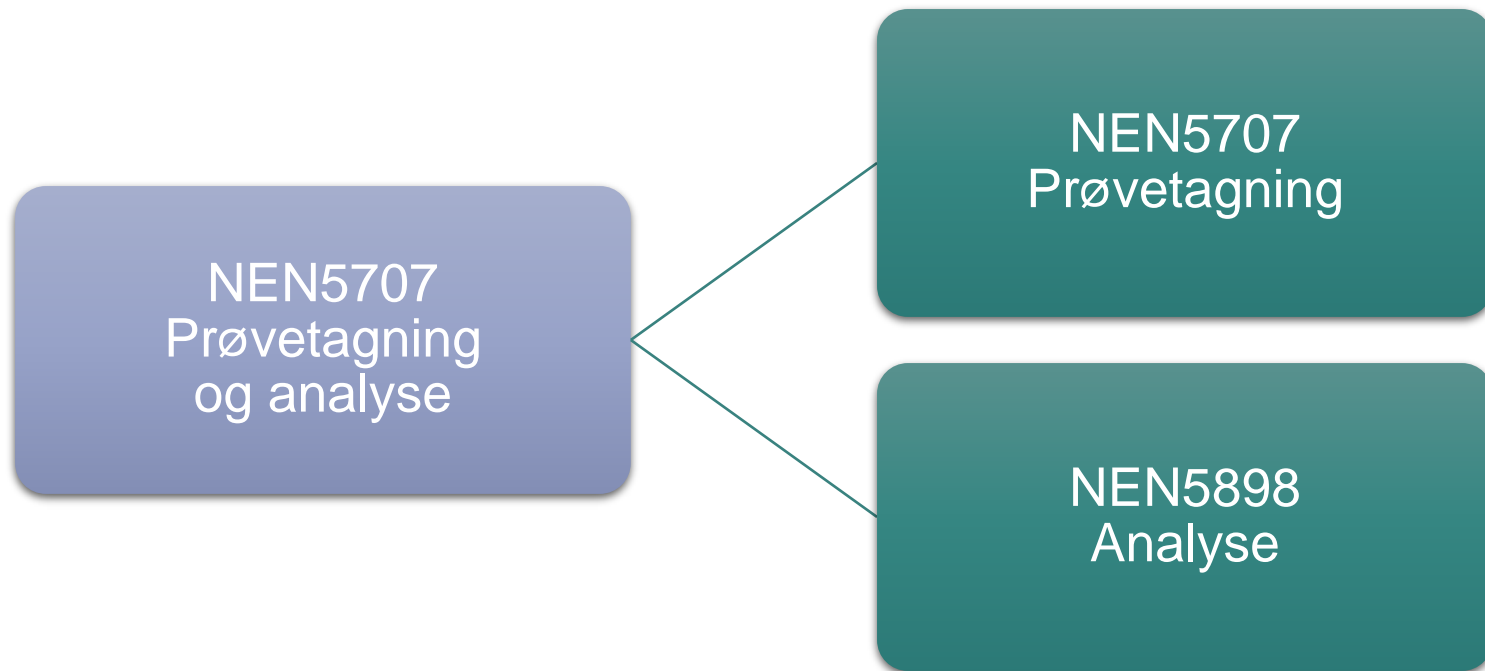 NEN5707
Prøvetagning
og analyse
NEN5707
Prøvetagning
NEN5898
Analyse